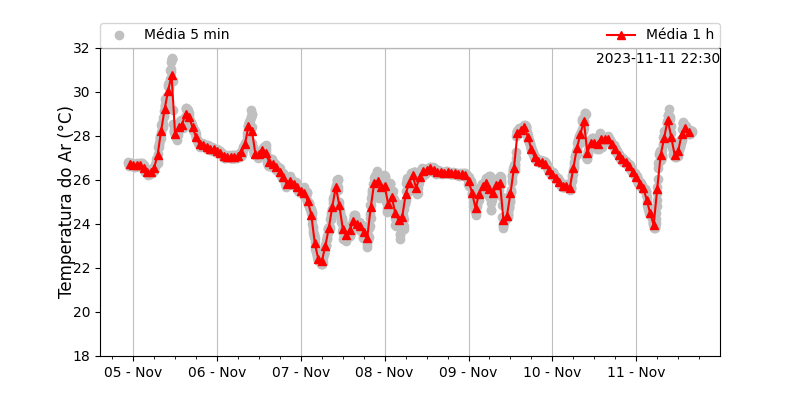 Média 5 min
Média 1 h
2023-11-11 22:30
Temperatura do Ar (°C)
32
30
28
26
24
22
20
18
05 - Nov
06 - Nov
07 - Nov
08 - Nov
09 - Nov
10 - Nov
11 - Nov